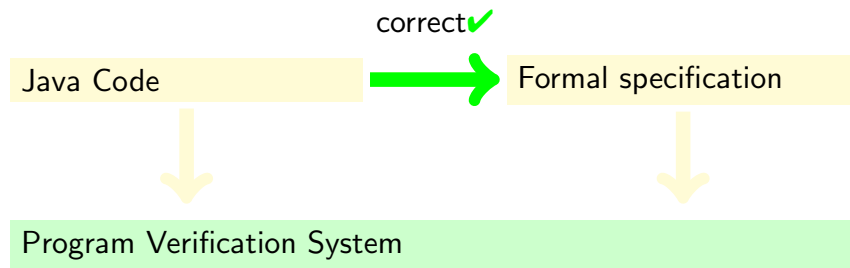 correct✔
Java Code
Formal specification
Program Verification System